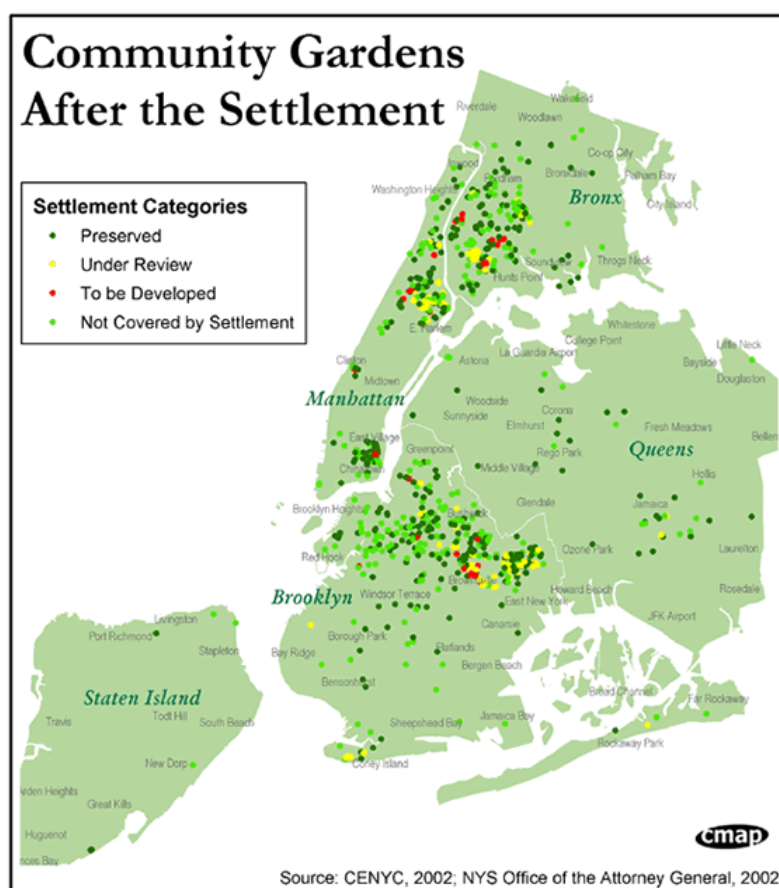 Community Gardens
After the Settlement
Settlement Categories
Preserved
Under Review
To be Developed
Not Covered by Settlement
Wakefield
Riverdale
Woodlawn
Co-op City
Inwood
Bronxdale
Pelham Bay
Washington Heights
Bronx
City Island
Soundview
Throgs Neck
Hunts Point
Whitestone
E. Harlem
College Point
Little Neck
La Guardia Airport
Bayside
Clinton
Astoria
Douglaston
Midtown
Woodside
Manhattan
Corona
Sunnyside
Elmhurst
Fresh Meadows
East Village
Bellero
Greenpoint
Rego Park
Queens
Chinatown
Middle Village
Hollis
Glendale
Jamaica
Brooklyn Heights
Bushwick
Red Hook
Ozone Park
Laurelton
Brownsville
Brooklyn
Windsor Terrace
East New York
Howard Beach
Rosedale
Livingston
JFK Airport
Port Richmond
Borough Park
Canarsie
Stapleton
Bay Ridge
Flatlands
Bergen Beach
Bensonhurst
Staten Island
Broad Channel
Far Rockaway
Travis
Todt Hill
South Beach
Sheepshead Bay
Jamaica Bay
Rockaway Park
New Dorp
Coney Island
Arden Heights
Great Kills
Huguenot
nces Bay
cmap
Source: CENYC, 2002; NYS Office of the Attorney General, 2002